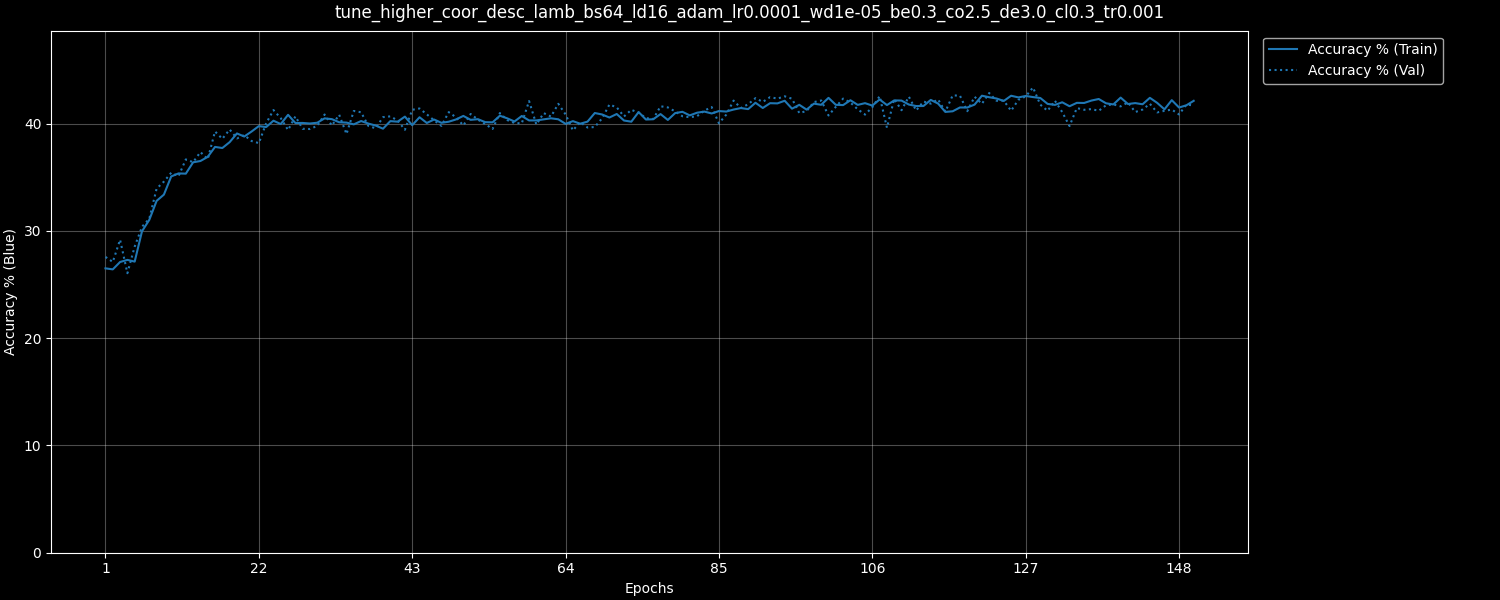 tune_higher_coor_desc_lamb_bs64_ld16_adam_lr0.0001_wd1e-05_be0.3_co2.5_de3.0_cl0.3_tr0.001
Accuracy % (Train)
Accuracy % (Val)
Accuracy % (Blue)
40
30
20
10
0
1 22 43 64 85 106 127 148
Epochs